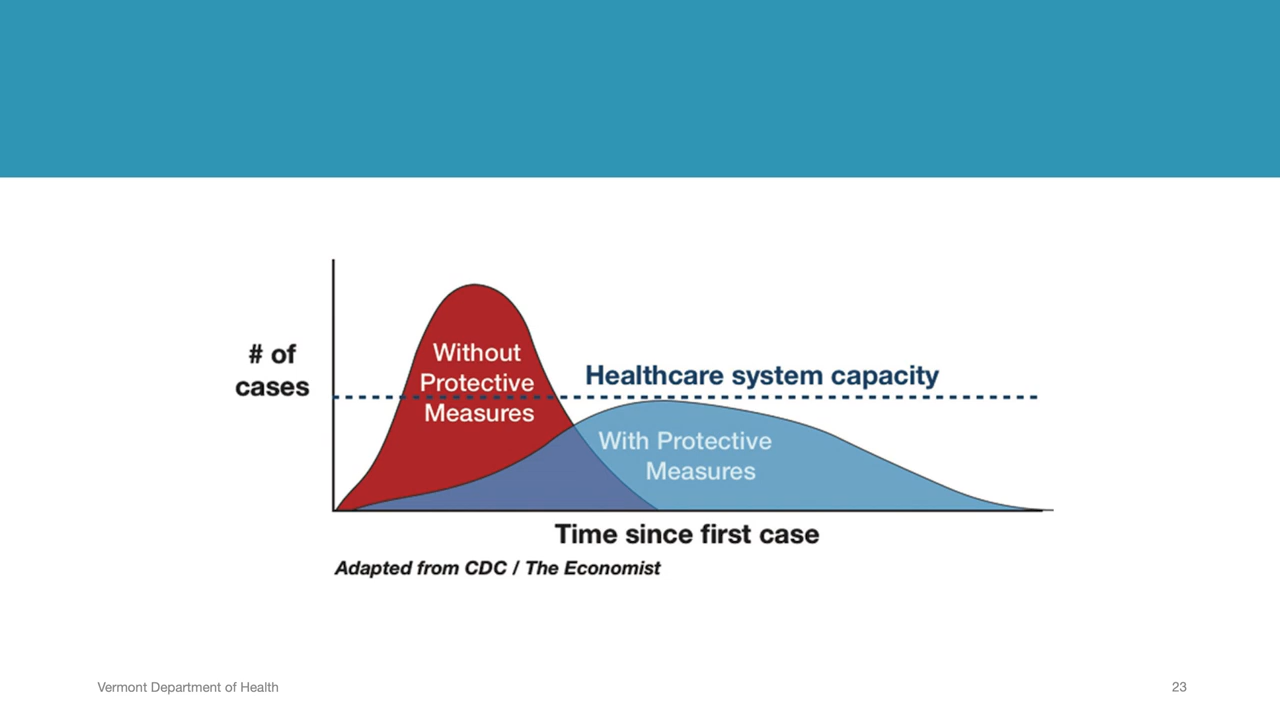 # of
cases
Without
Protective
Measures
Healthcare system capacity
With Protective
Measures
Time since first case
Adapted from CDC / The Economist
Vermont Department of Health
23